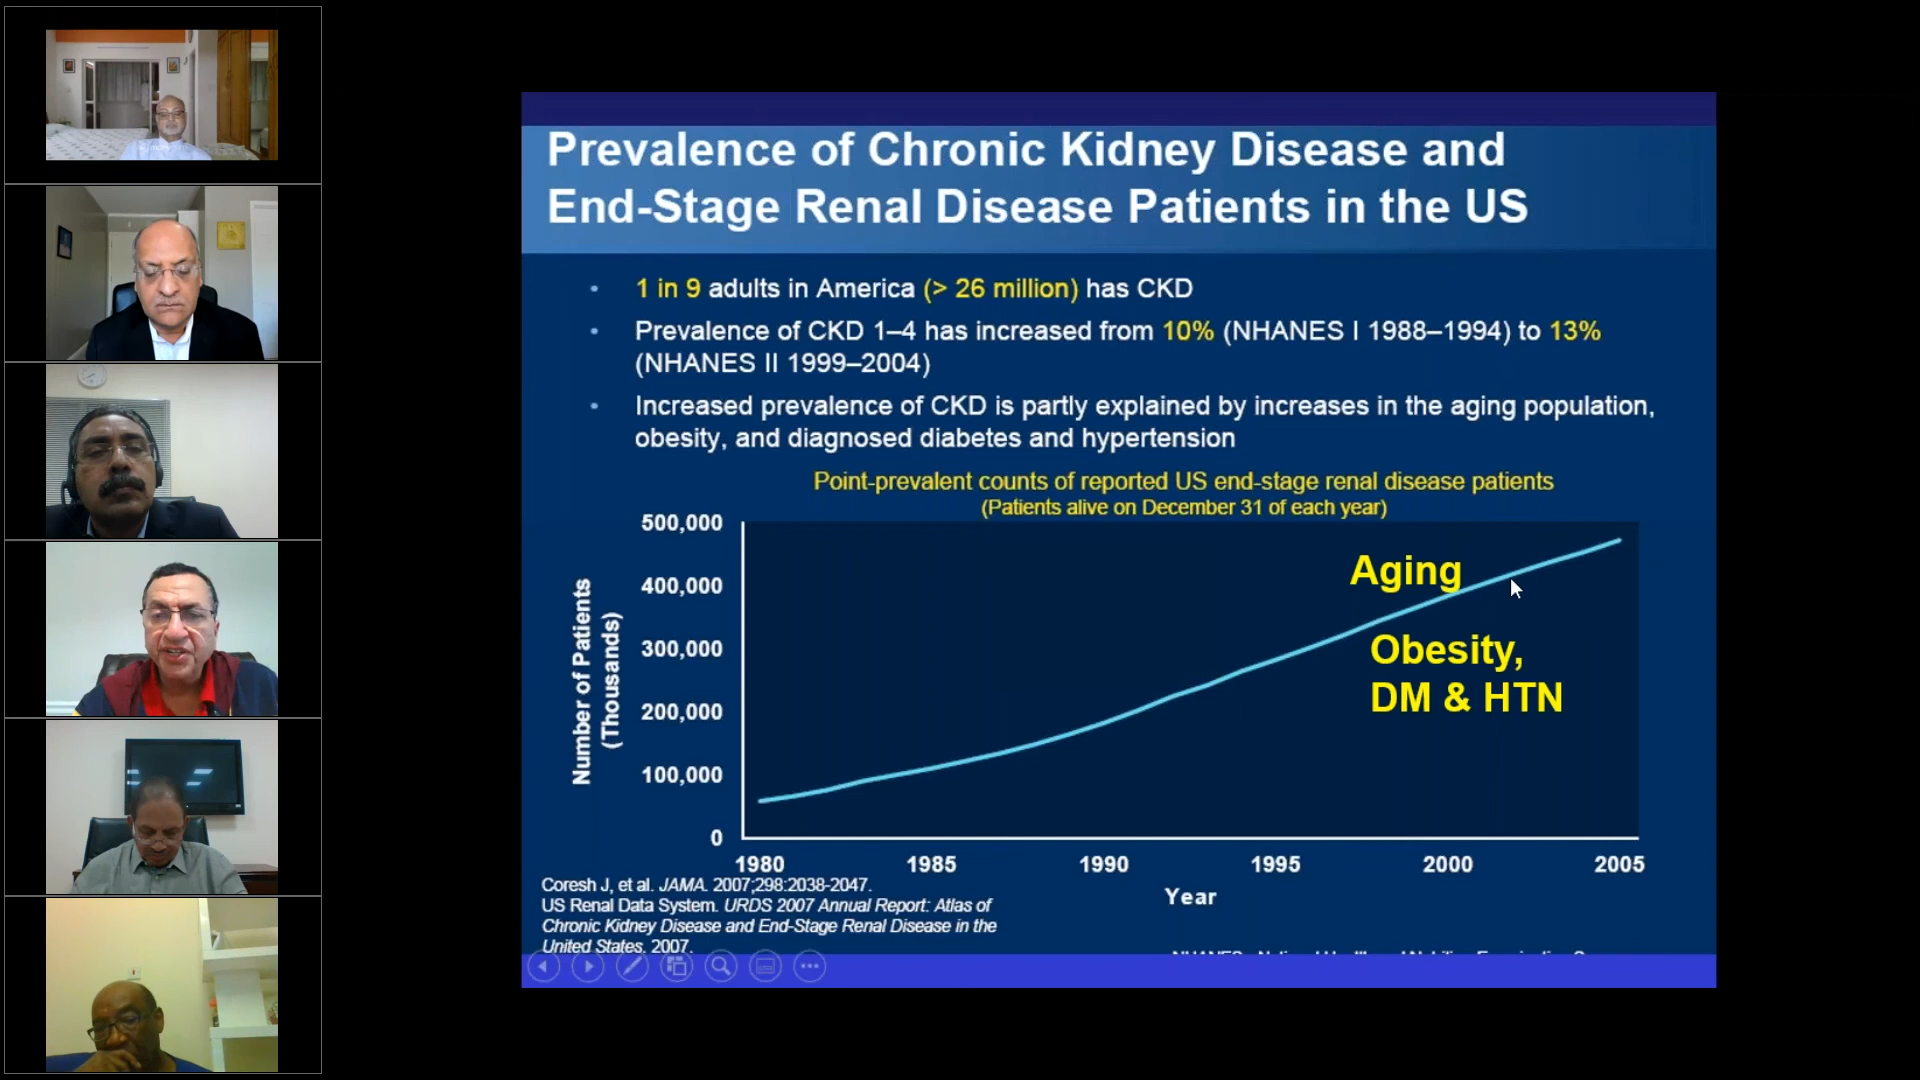 Prevalence of Chronic Kidney Disease and
End-Stage Renal Disease Patients in the US
• 1 in 9 adults in America (> 26 million) has CKD
• Prevalence of CKD 1–4 has increased from 10% (NHANES I 1988–1994) to 13%
(NHANES II 1999–2004)
• Increased prevalence of CKD is partly explained by increases in the aging population,
obesity, and diagnosed diabetes and hypertension
Point-prevalent counts of reported US end-stage renal disease patients
(Patients alive on December 31 of each year)
Number of Patients
(Thousands)
500,000
400,000
300,000
200,000
100,000
0
Aging
Obesity,
DM & HTN
1980 1985 1990 1995 2000 2005
Year
Coresh J, et al. JAMA. 2007;298:2038-2047.
US Renal Data System. URDS 2007 Annual Report: Atlas of
Chronic Kidney Disease and End-Stage Renal Disease in the
United States. 2007.